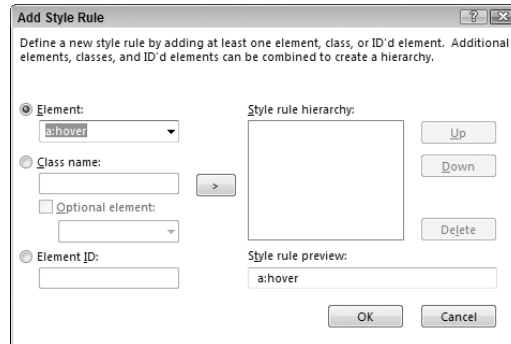 Add Style Rule
Define a new style rule by adding at least one element, class, or ID'd element. Additional
elements, classes, and ID'd elements can be combined to create a hierarchy.
Element:
a:hover
Class name:
Optional element:
Element ID:
>
Style rule hierarchy:
Up
Down
Delete
Style rule preview:
a:hover
OK
Cancel